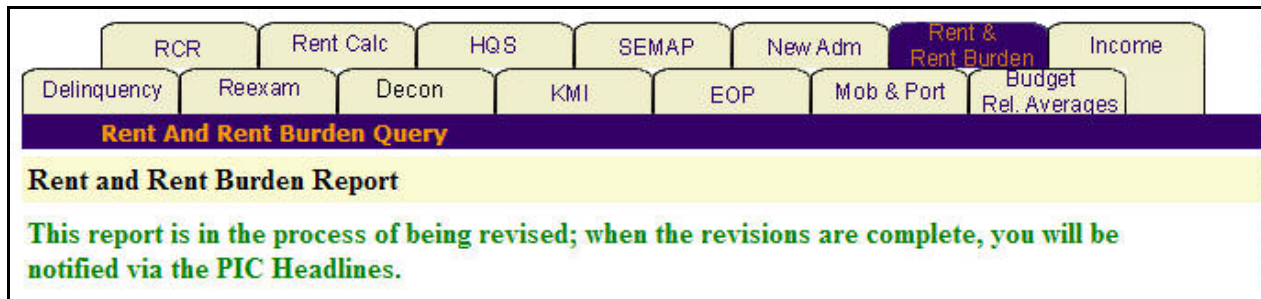 RCR Rent Calc HQS SEMAP New Adm Rent & Rent Burden Income
Delinquency Reexam Decon KMI EOP Mob & Port Budget Rel. Averages
Rent And Rent Burden Query
Rent and Rent Burden Report
This report is in the process of being revised; when the revisions are complete, you will be
notified via the PIC Headlines.